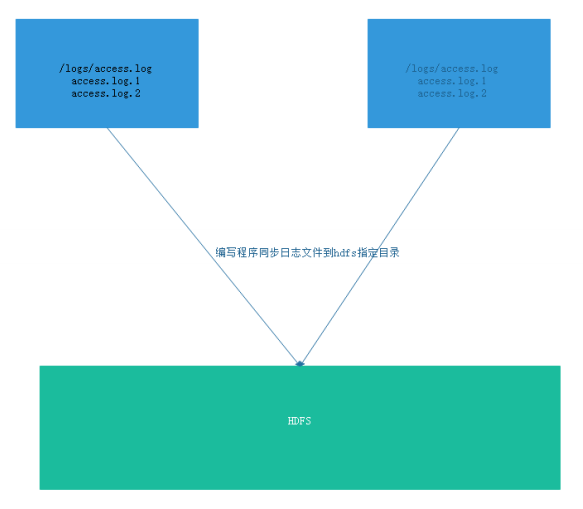 /logs/access.log
access.log.1
access.log.2
/logs/access.log
access.log.1
access.log.2
编写程序同步日志文件到hdfs指定目录
HDFS